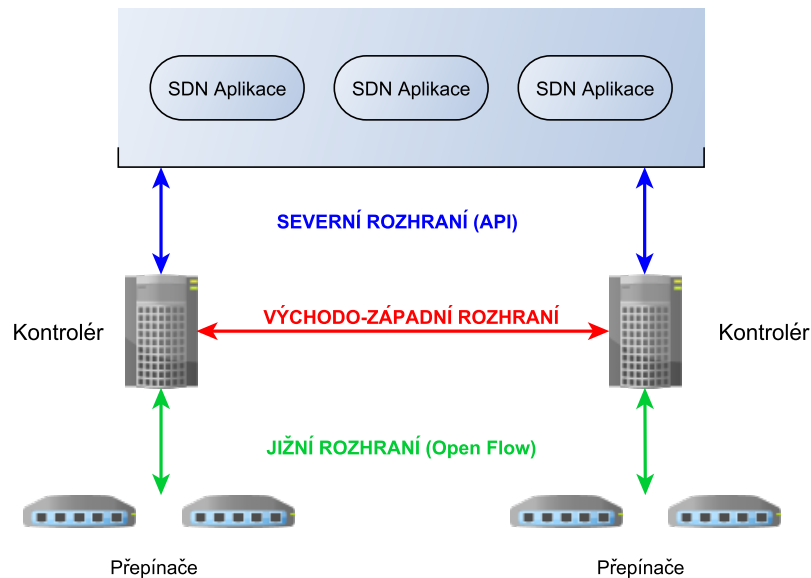 SDN Aplikace
SDN Aplikace
SDN Aplikace
SEVERNÍ ROZHRANÍ (API)
VÝCHODO-ZÁPADNÍ ROZHRANÍ
Kontrolér
Kontrolér
JIŽNÍ ROZHRANÍ (Open Flow)
Přepínače
Přepínače